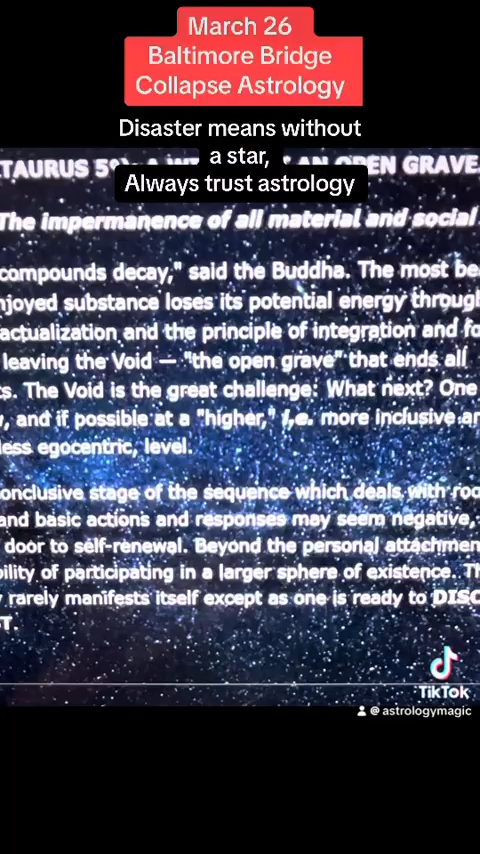 March 26
Baltimore Bridge
Collapse Astrology
Disaster means without
a star,
Always trust astrology
TAURUS 5°: A AN OPEN GRAVE.
The impermanence of all material and social
compounds decay," said the Buddha. The most be
njoyed substance loses its potential energy throug
actualization and the principle of integration and fo
leaving the Void — "the open grave" that ends all
s. The Void is the great challenge: What next? One
, and if possible at a "higher," i.e. more inclusive an
less egocentric, level.
onclusive stage of the sequence which deals with roo
and basic actions and responses may seem negative,
door to self-renewal. Beyond the personal attachmen
bility of participating in a larger sphere of existence. Th
rarely manifests itself except as one is ready to DISC
T.
TikTok
@ astrologymagic